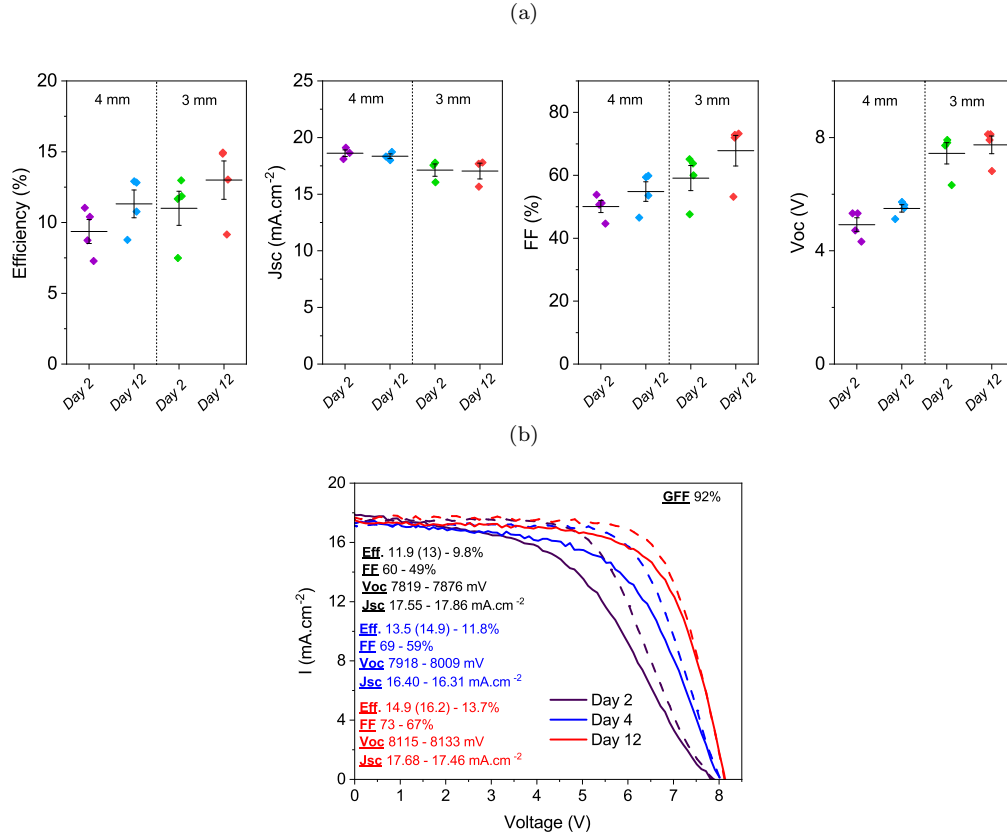 (a)
20
15
10
5
0
Efficiency (%)
4 mm
3 mm
Day 2
Day 12
Day 2
Day 12
25
20
15
10
5
0
Jsc (mA.cm-2)
4 mm
3 mm
Day 2
Day 12
Day 2
Day 12
80
60
40
20
0
FF (%)
4 mm
3 mm
Day 2
Day 12
Day 2
Day 12
8
4
0
Voc (V)
4 mm
3 mm
Day 2
Day 12
Day 2
Day 12
(b)
20
16
12
8
4
0
I (mA.cm-2)
GFF 92%
Eff. 11.9 (13) - 9.8%
FF 60 - 49%
Voc 7819 - 7876 mV
Jsc 17.55 - 17.86 mA.cm-2
Eff. 13.5 (14.9) - 11.8%
FF 69 - 59%
Voc 7918 - 8009 mV
Jsc 16.40 - 16.31 mA.cm-2
Eff. 14.9 (16.2) - 13.7%
FF 73 - 67%
Voc 8115 - 8133 mV
Jsc 17.68 - 17.46 mA.cm-2
Day 2
Day 4
Day 12
0 1 2 3 4 5 6 7 8
Voltage (V)